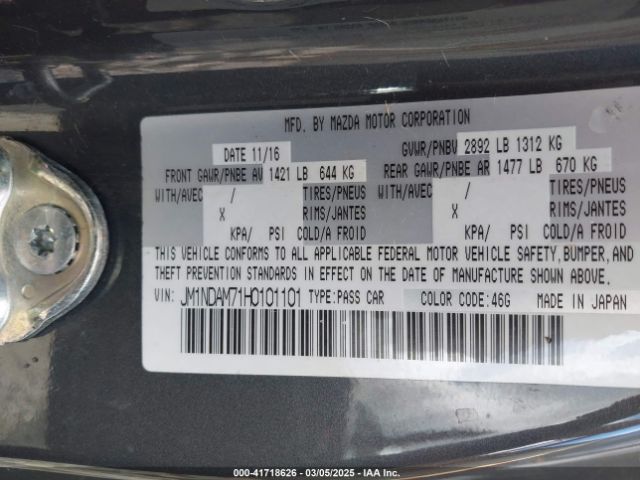 MFD. BY MAZDA MOTOR CORPORATION
DATE 11/16 GVWR/PNBV 2892 LB 1312 KG
FRONT GAWR/PNBE AV 1421 LB 644 KG REAR GAWR/PNBE AR 1477 LB 670 KG
WITH/AVEC / TIRES/PNEUS WITH/AVEC / TIRES/PNEUS
X RIMS/JANTES X RIMS/JANTES
KPA/ PSI COLD/A FROID KPA/ PSI COLD/A FROID
THIS VEHICLE CONFORMS TO ALL APPLICABLE FEDERAL MOTOR VEHICLE SAFETY,BUMPER,AND
THEFT PREVENTION STANDARDS IN EFFECT ON THE DATE OF MANUFACTURE SHOWN ABOVE.
VIN: JM1NDAM71H0101101 TYPE:PASS CAR COLOR CODE:46G MADE IN JAPAN
000-41718626 - 03/05/2025 - IAA Inc.